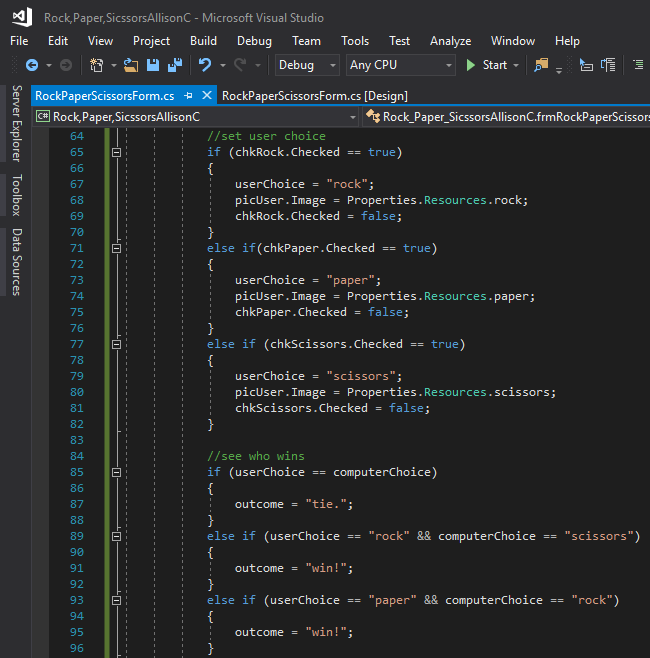 Rock,Paper,SicssorsAllisonC - Microsoft Visual Studio
File Edit View Project Build Debug Team Tools Test Analyze Window Help
Debug Any CPU Start
RockPaperScissorsForm.cs RockPaperScissorsForm.cs [Design]
C# Rock,Paper,SicssorsAllisonC Rock_Paper_SicssorsAllisonC.frmRockPaperScissors
Server Explorer
Toolbox
Data Sources
64 //set user choice
65 if (chkRock.Checked == true)
66 {
67 userChoice = "rock";
68 picUser.Image = Properties.Resources.rock;
69 chkRock.Checked = false;
70 }
71 else if(chkPaper.Checked == true)
72 {
73 userChoice = "paper";
74 picUser.Image = Properties.Resources.paper;
75 chkPaper.Checked = false;
76 }
77 else if (chkScissors.Checked == true)
78 {
79 userChoice = "scissors";
80 picUser.Image = Properties.Resources.scissors;
81 chkScissors.Checked = false;
82 }
83
84 //see who wins
85 if (userChoice == computerChoice)
86 {
87 outcome = "tie.";
88 }
89 else if (userChoice == "rock" && computerChoice == "scissors")
90 {
91 outcome = "win!";
92 }
93 else if (userChoice == "paper" && computerChoice == "rock")
94 {
95 outcome = "win!";
96 }